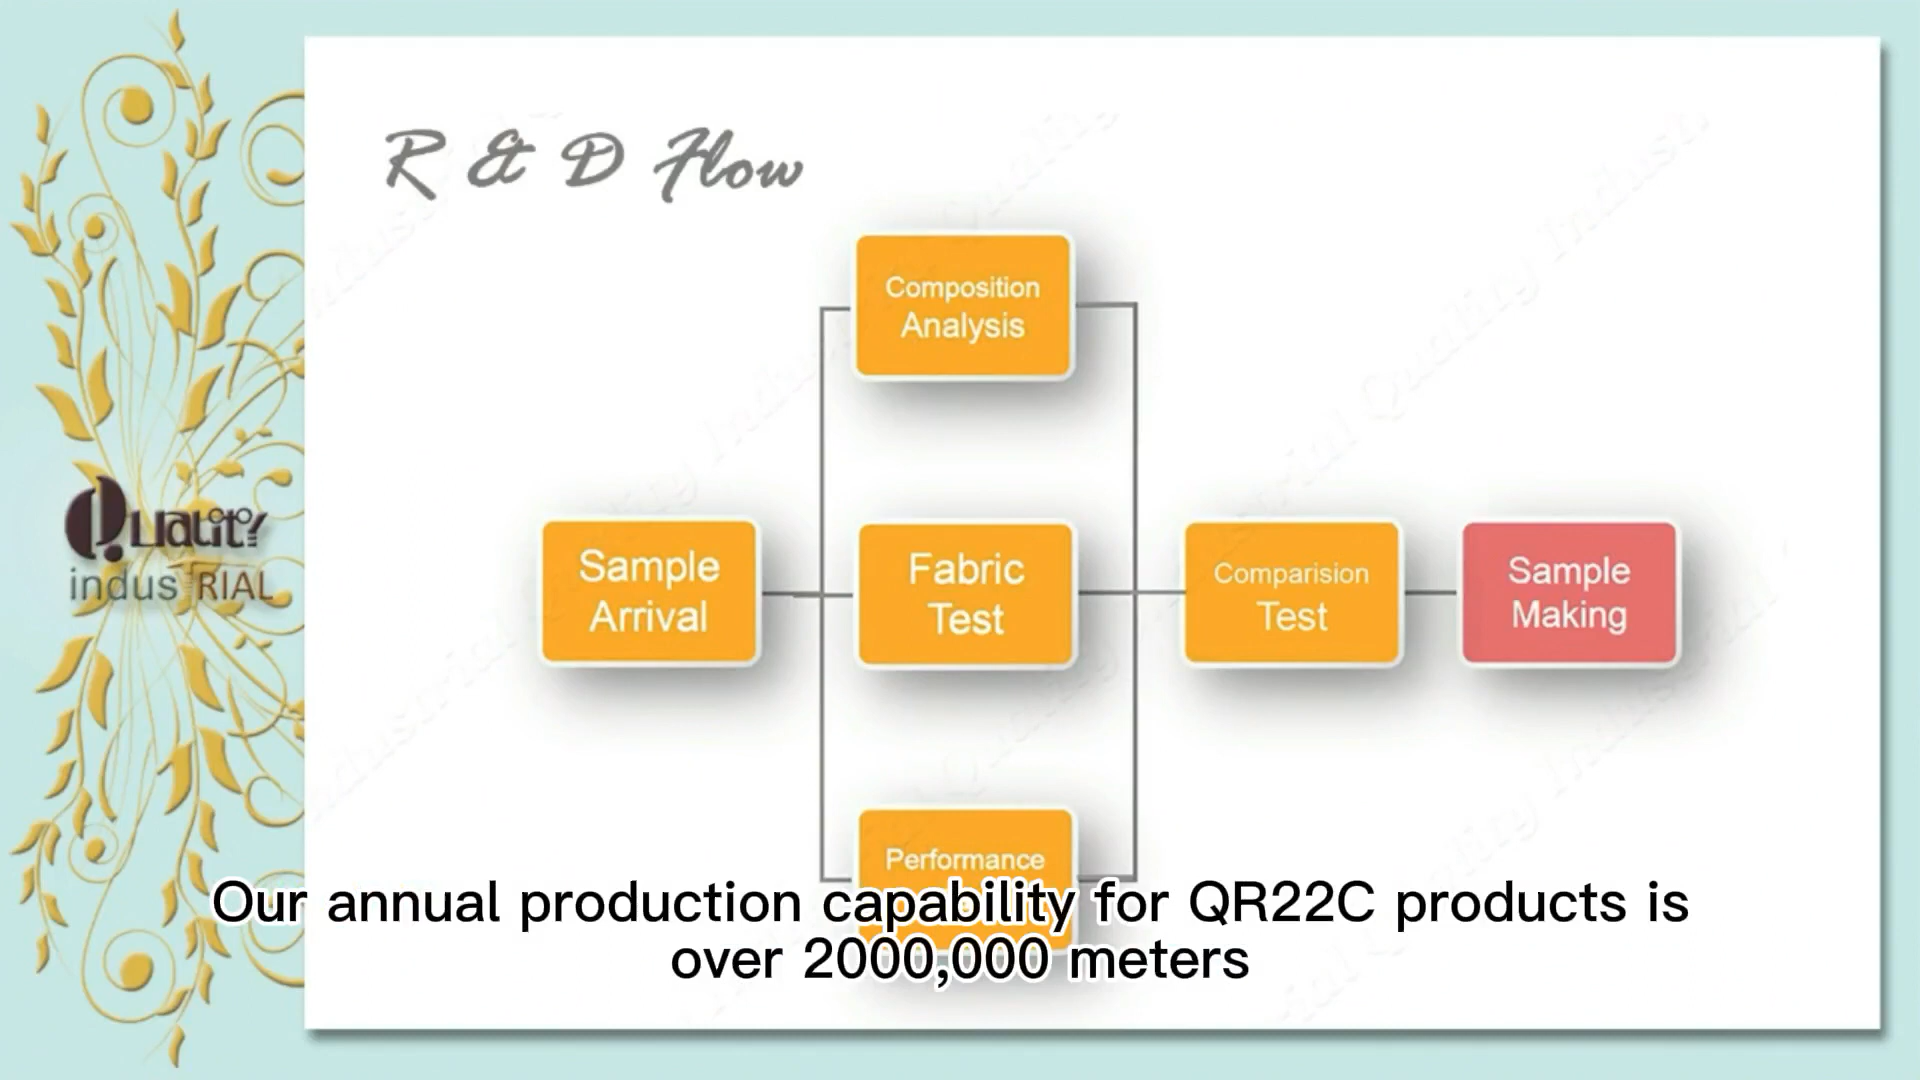 R & D Flow
Composition
Analysis
Sample
Arrival
Fabric
Test
Comparision
Test
Sample
Making
Performance
QUALITY
indusTRIAL
Our annual production capability for QR22C products is
over 2000,000 meters